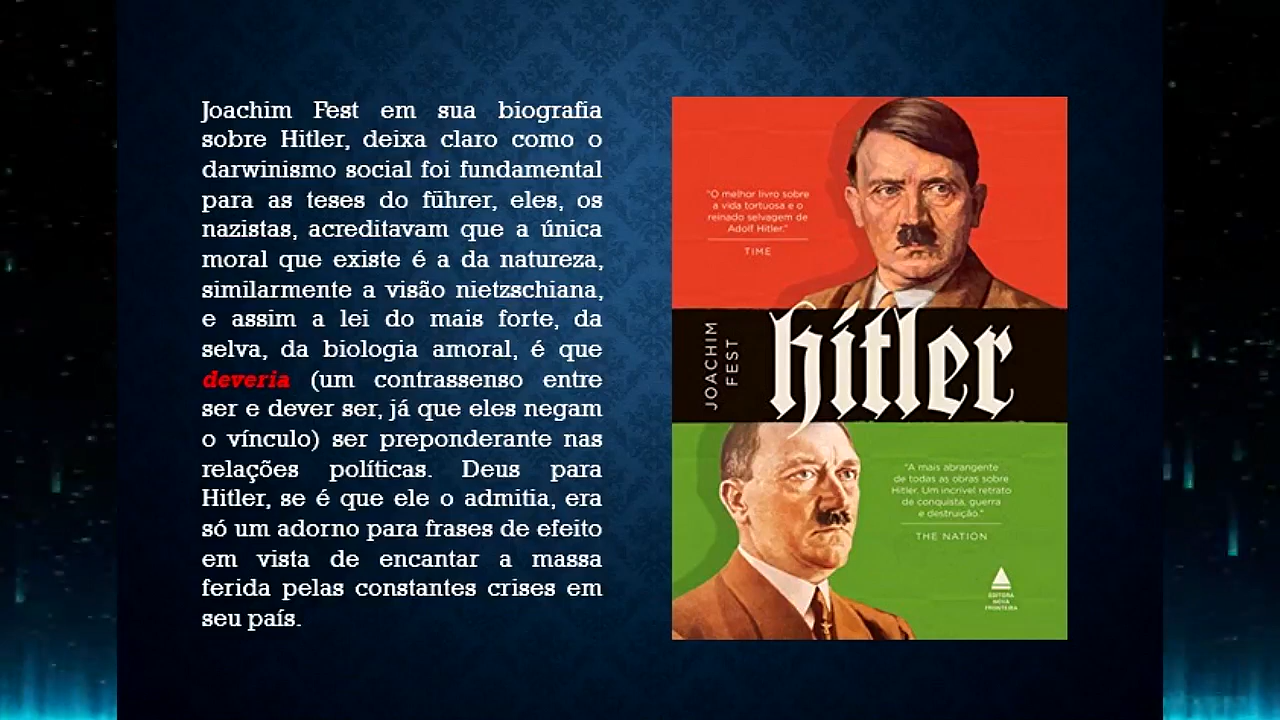 Joachim Fest em sua biografia
sobre Hitler, deixa claro como o
darwinismo social foi fundamental
para as teses do führer, eles, os
nazistas, acreditavam que a única
moral que existe é a da natureza,
similarmente a visão nietzschiana,
e assim a lei do mais forte, da
selva, da biologia amoral, é que
deveria (um contrassenso entre
ser e dever ser, já que eles negam
o vínculo) ser preponderante nas
relações políticas. Deus para
Hitler, se é que ele o admitia, era
só um adorno para frases de efeito
em vista de encantar a massa
ferida pelas constantes crises em
seu país.
"O melhor livro sobre
a vida tortuosa e o
reinado selvagem de
Adolf Hitler."
TIME
JOACHIM
FEST
hitler
"A mais abrangente
de todas as obras sobre
Hitler. Um incrível retrato
de conquista, guerra
e destruição."
THE NATION
EDITORA
NOVA
FRONTEIRA